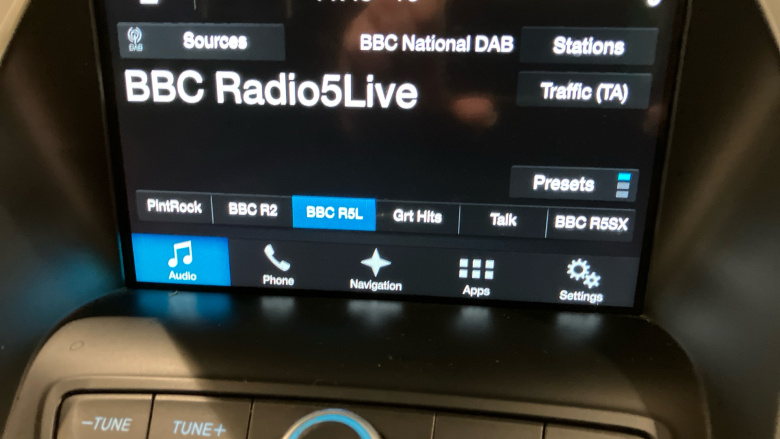 DAB
Sources
BBC National DAB
Stations
BBC Radio5Live
Traffic (TA)
Presets
PlntRock
BBC R2
BBC R5L
Grt Hits
Talk
BBC R5SX
Audio
Phone
Navigation
Apps
Settings
−TUNE
TUNE+